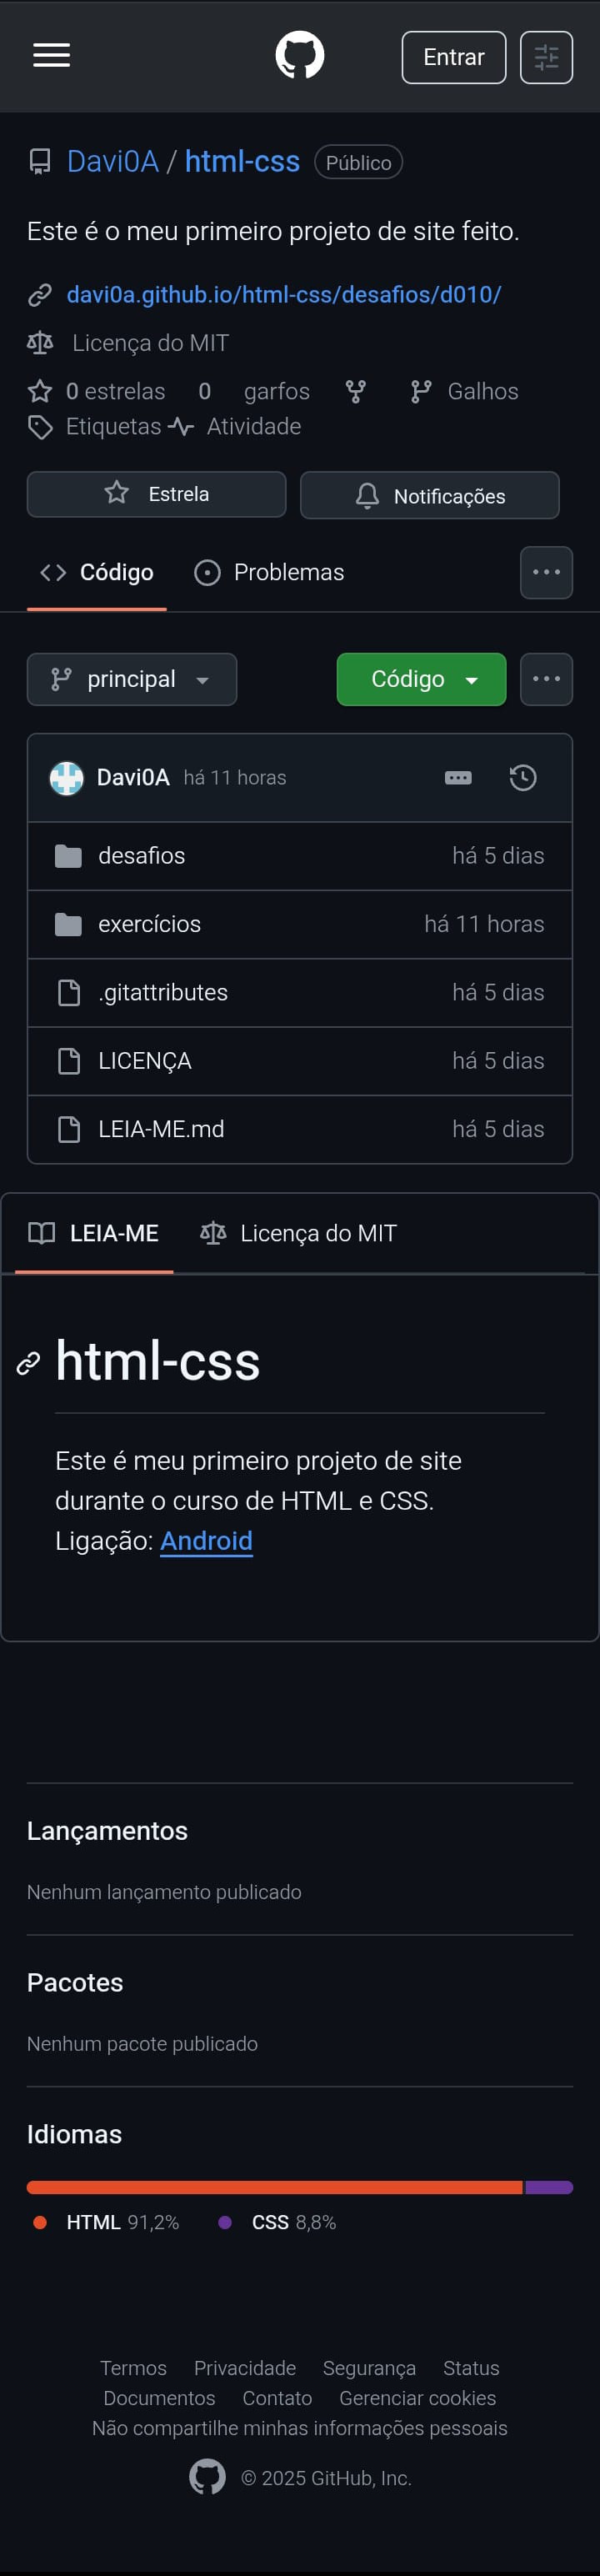 Entrar
Davi0A / html-css Público
Este é o meu primeiro projeto de site feito.
davi0a.github.io/html-css/desafios/d010/
Licença do MIT
0 estrelas 0 garfos Galhos
Etiquetas Atividade
Estrela Notificações
Código Problemas
principal Código
Davi0A há 11 horas
desafios há 5 dias
exercícios há 11 horas
.gitattributes há 5 dias
LICENÇA há 5 dias
LEIA-ME.md há 5 dias
LEIA-ME Licença do MIT
html-css
Este é meu primeiro projeto de site
durante o curso de HTML e CSS.
Ligação: Android
Lançamentos
Nenhum lançamento publicado
Pacotes
Nenhum pacote publicado
Idiomas
HTML 91,2% CSS 8,8%
Termos Privacidade Segurança Status
Documentos Contato Gerenciar cookies
Não compartilhe minhas informações pessoais
© 2025 GitHub, Inc.